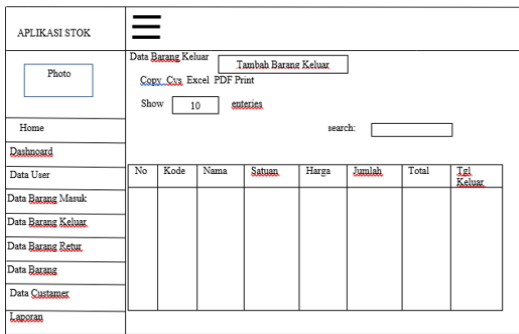 APLIKASI STOK
Photo
Home
Dashnoard
Data User
Data Barang Masuk
Data Barang Keluar
Data Barang Retur
Data Barang
Data Custamer
Laporan
Data Barang Keluar
Tambah Barang Keluar
Copy Cvs Excel PDF Print
Show 10 enteries
search:
No Kode Nama Satuan Harga Jumlah Total Tgl
Keluar